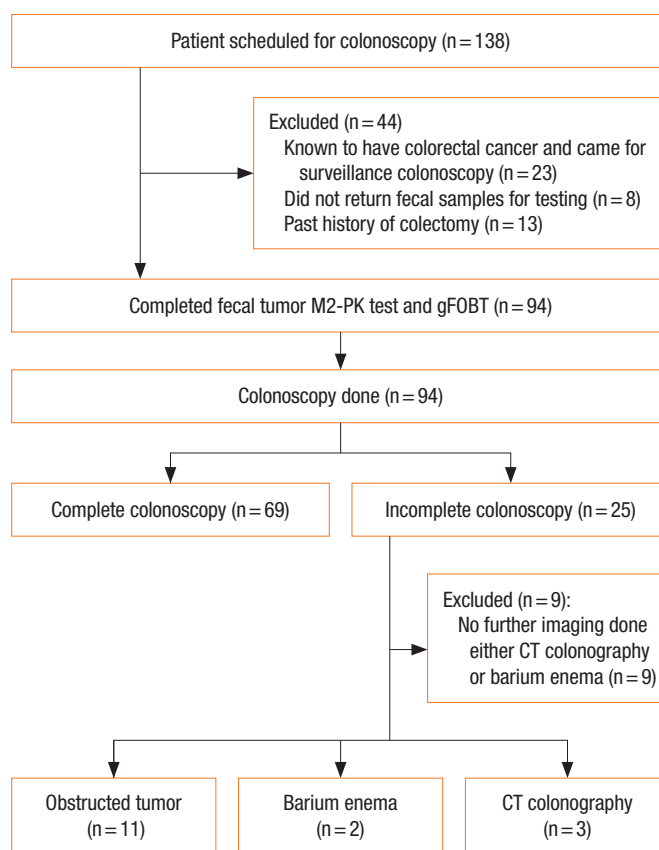 Patient scheduled for colonoscopy (n = 138)
Excluded (n = 44)
Known to have colorectal cancer and came for
surveillance colonoscopy (n = 23)
Did not return fecal samples for testing (n = 8)
Past history of colectomy (n = 13)
Completed fecal tumor M2-PK test and gFOBT (n = 94)
Colonoscopy done (n = 94)
Complete colonoscopy (n = 69)
Incomplete colonoscopy (n = 25)
Excluded (n = 9):
No further imaging done
either CT colonography
or barium enema (n = 9)
Obstructed tumor
(n = 11)
Barium enema
(n = 2)
CT colonography
(n = 3)